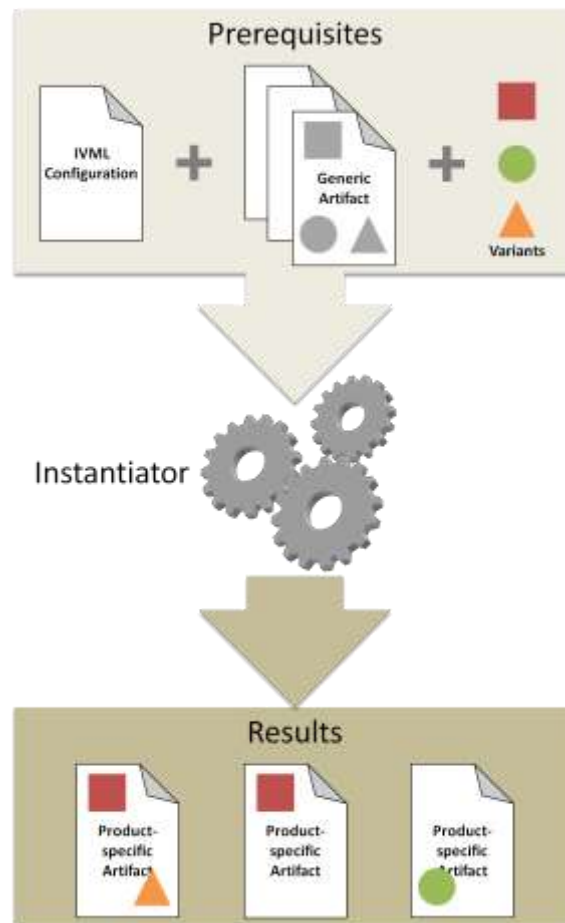 Prerequisites
IVML
Configuration
Generic
Artifact
Variants
Instantiator
Results
Product-
specific
Artifact
Product-
specific
Artifact
Product-
specific
Artifact